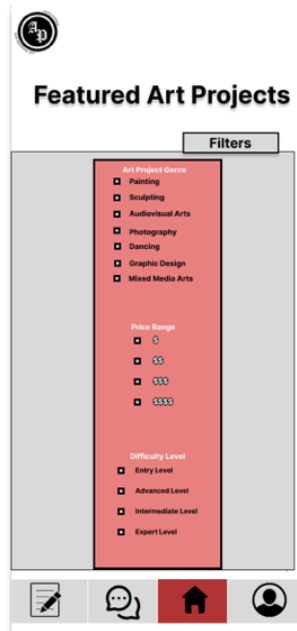 AP
Featured Art Projects
Filters
Art Project Genre
Painting
Sculpting
Audiovisual Arts
Photography
Dancing
Graphic Design
Mixed Media Arts
Price Range
$
$$
$$$
$$$$
Difficulty Level
Entry Level
Advanced Level
Intermediate Level
Expert Level